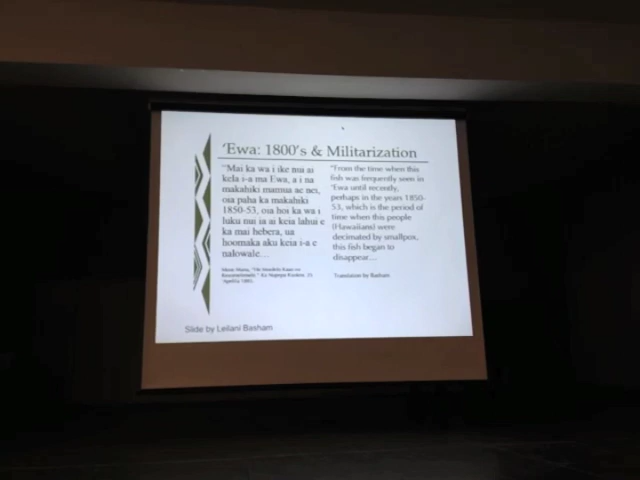 'Ewa: 1800's & Militarization
"Mai ka wa i ike nui ai
kela i-a ma Ewa, a i na
makahiki mamua ae nei,
oia paha ka makahiki
1850-53, oia hoi ka wa i
luku nui ia ai keia lahui e
ka mai hebera, ua
hoomaka aku keia i-a e
nalowale…
"From the time when this
fish was frequently seen in
'Ewa until recently,
perhaps in the years 1850-
53, which is the period of
time when this people
(Hawaiians) were
decimated by smallpox,
this fish began to
disappear…
Translation by Basham
Slide by Leilani Basham